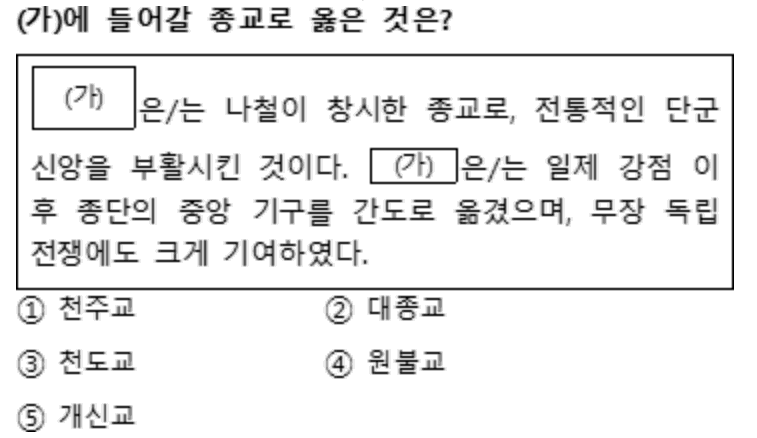 (가)에 들어갈 종교로 옳은 것은?
(가) 은/는 나철이 창시한 종교로, 전통적인 단군
신앙을 부활시킨 것이다. (가) 은/는 일제 강점 이
후 종단의 중앙 기구를 간도로 옮겼으며, 무장 독립
전쟁에도 크게 기여하였다.
① 천주교 ② 대종교
③ 천도교 ④ 원불교
⑤ 개신교